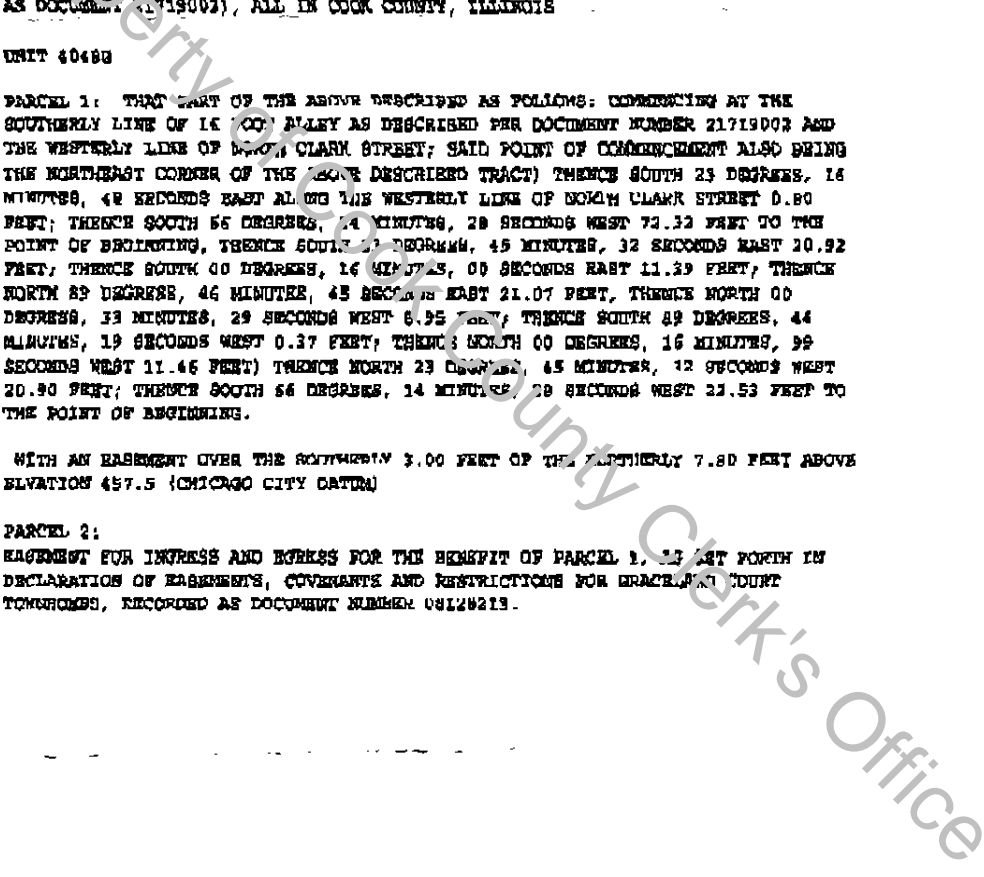 AS DOCUMENT 21719002), ALL IN COOK COUNTY, ILLINOIS
UNIT 4048G
PARCEL 1: THAT PART OF THE ABOVE DESCRIBED AS FOLLOWS: COMMENCING AT THE
SOUTHERLY LINE OF 16 FOOT ALLEY AS DESCRIBED PER DOCUMENT NUMBER 21719002 AND
THE WESTERLY LINE OF NORTH CLARK STREET; SAID POINT OF COMMENCEMENT ALSO BEING
THE NORTHEAST CORNER OF THE ABOVE DESCRIBED TRACT) THENCE SOUTH 23 DEGREES, 16
MINUTES, 48 SECONDS EAST ALONG THE WESTERLY LINE OF NORTH CLARK STREET 0.80
FEET; THENCE SOUTH 66 DEGREES, 14 MINUTES, 28 SECONDS WEST 72.32 FEET TO THE
POINT OF BEGINNING, THENCE SOUTH 23 DEGREES, 45 MINUTES, 32 SECONDS EAST 20.92
FEET; THENCE SOUTH 00 DEGREES, 16 MINUTES, 00 SECONDS EAST 11.39 FEET; THENCE
NORTH 89 DEGREES, 46 MINUTES, 45 SECONDS EAST 21.07 FEET, THENCE NORTH 00
DEGREES, 33 MINUTES, 29 SECONDS WEST 6.95 FEET; THENCE SOUTH 89 DEGREES, 44
MINUTES, 19 SECONDS WEST 0.37 FEET; THENCE NORTH 00 DEGREES, 16 MINUTES,
SECONDS WEST 11.46 FEET) THENCE NORTH 23 DEGREES, 45 MINUTES, SECONDS WEST
20.90 FEET; THENCE SOUTH 66 DEGREES, 14 MINUTES, 28 SECONDS WEST 22.53 FEET TO
THE POINT OF BEGINNING.
WITH AN EASEMENT OVER THE SOUTHERLY 3.00 FEET OF THE NORTHERLY 7.80 FEET ABOVE
ELVATION 457.5 (CHICAGO CITY DATUM)
PARCEL 2:
EASEMENT FOR INGRESS AND EGRESS FOR THE BENEFIT OF PARCEL 1, AS SET FORTH IN
DECLARATION OF EASEMENTS, COVENANTS AND RESTRICTIONS FOR GRACELAND COURT
TOWNHOMES, RECORDED AS DOCUMENT NUMBER 08128213.
erty of Cook County Clerk's Office